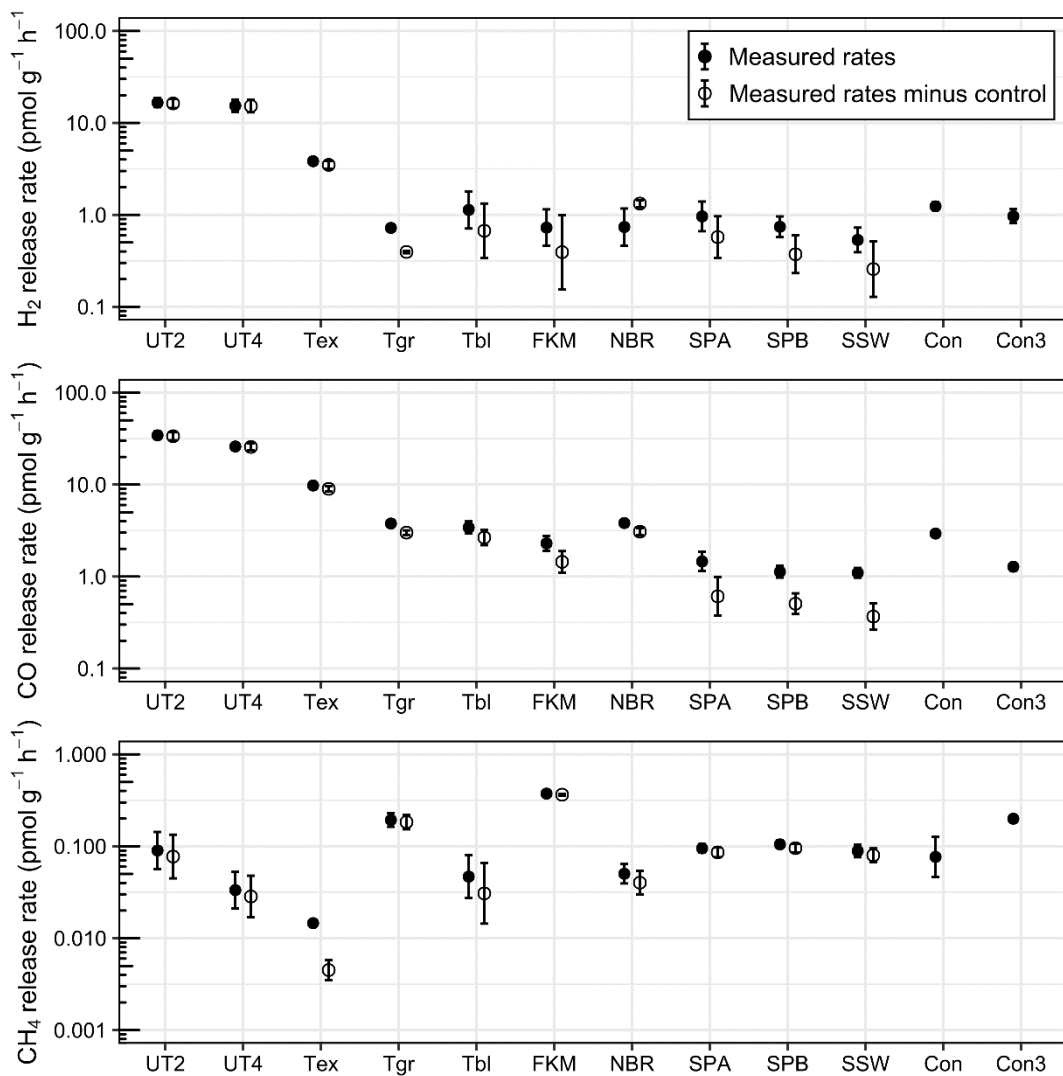 H₂ release rate (pmol g⁻¹ h⁻¹)
100.0
10.0
1.0
0.1
Measured rates
Measured rates minus control
UT2 UT4 Tex Tgr Tbl FKM NBR SPA SPB SSW Con Con3
CO release rate (pmol g⁻¹ h⁻¹)
100.0
10.0
1.0
0.1
UT2 UT4 Tex Tgr Tbl FKM NBR SPA SPB SSW Con Con3
CH₄ release rate (pmol g⁻¹ h⁻¹)
1.000
0.100
0.010
0.001
UT2 UT4 Tex Tgr Tbl FKM NBR SPA SPB SSW Con Con3